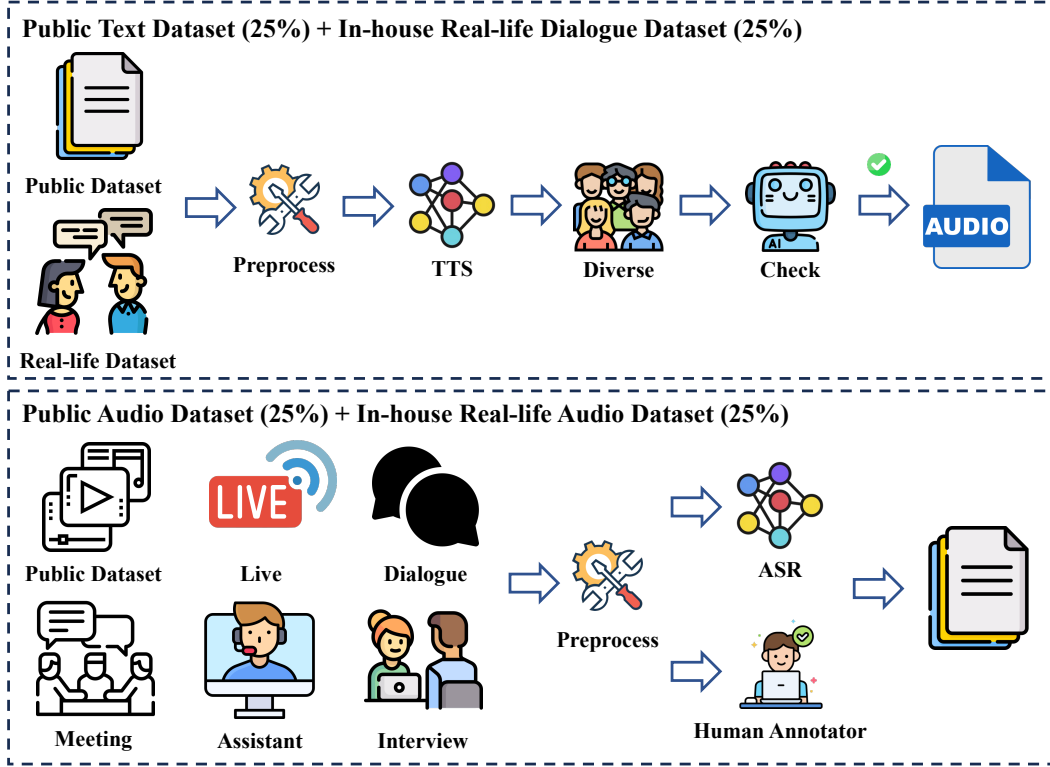 Public Text Dataset (25%) + In-house Real-life Dialogue Dataset (25%)
Public Dataset
Real-life Dataset
Preprocess
TTS
Diverse
AI
Check
AUDIO
Public Audio Dataset (25%) + In-house Real-life Audio Dataset (25%)
Public Dataset
LIVE
Live
Dialogue
Meeting
Assistant
Interview
Preprocess
ASR
Human Annotator